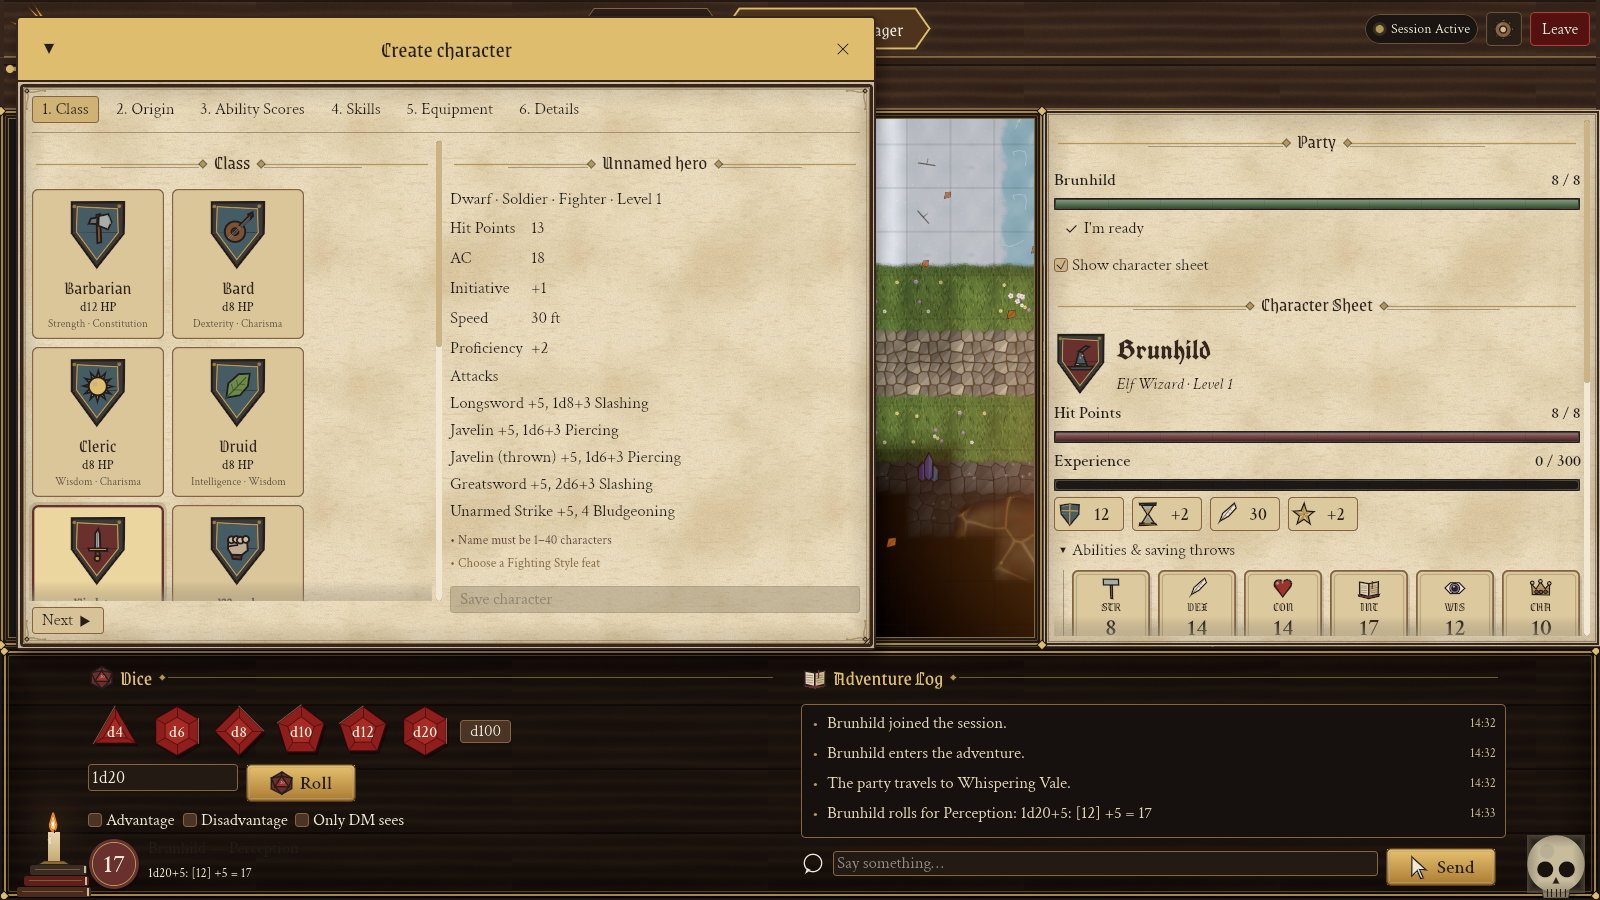 ager
Session Active
Leave
▼ Create character
1. Class
2. Origin
3. Ability Scores
4. Skills
5. Equipment
6. Details
Class
Barbarian
d12 HP
Strength · Constitution
Bard
d8 HP
Dexterity · Charisma
Cleric
d8 HP
Wisdom · Charisma
Druid
d8 HP
Intelligence · Wisdom
Next ▶
Unnamed hero
Dwarf · Soldier · Fighter · Level 1
Hit Points 13
AC 18
Initiative +1
Speed 30 ft
Proficiency +2
Attacks
Longsword +5, 1d8+3 Slashing
Javelin +5, 1d6+3 Piercing
Javelin (thrown) +5, 1d6+3 Piercing
Greatsword +5, 2d6+3 Slashing
Unarmed Strike +5, 4 Bludgeoning
• Name must be 1–40 characters
• Choose a Fighting Style feat
Save character
Party
Brunhild 8 / 8
✓ I'm ready
Show character sheet
Character Sheet
Brunhild
Elf Wizard · Level 1
Hit Points 8 / 8
Experience 0 / 300
12
+2
30
+2
▼ Abilities & saving throws
STR
8
DEX
14
CON
14
INT
17
WIS
12
CHA
10
Dice
d4
d6
d8
d10
d12
d20
d100
1d20
Roll
Advantage
Disadvantage
Only DM sees
17
Brunhild — Perception
1d20+5: [12] +5 = 17
Adventure Log
• Brunhild joined the session. 14:32
• Brunhild enters the adventure. 14:32
• The party travels to Whispering Vale. 14:32
• Brunhild rolls for Perception: 1d20+5: [12] +5 = 17 14:33
Say something...
Send